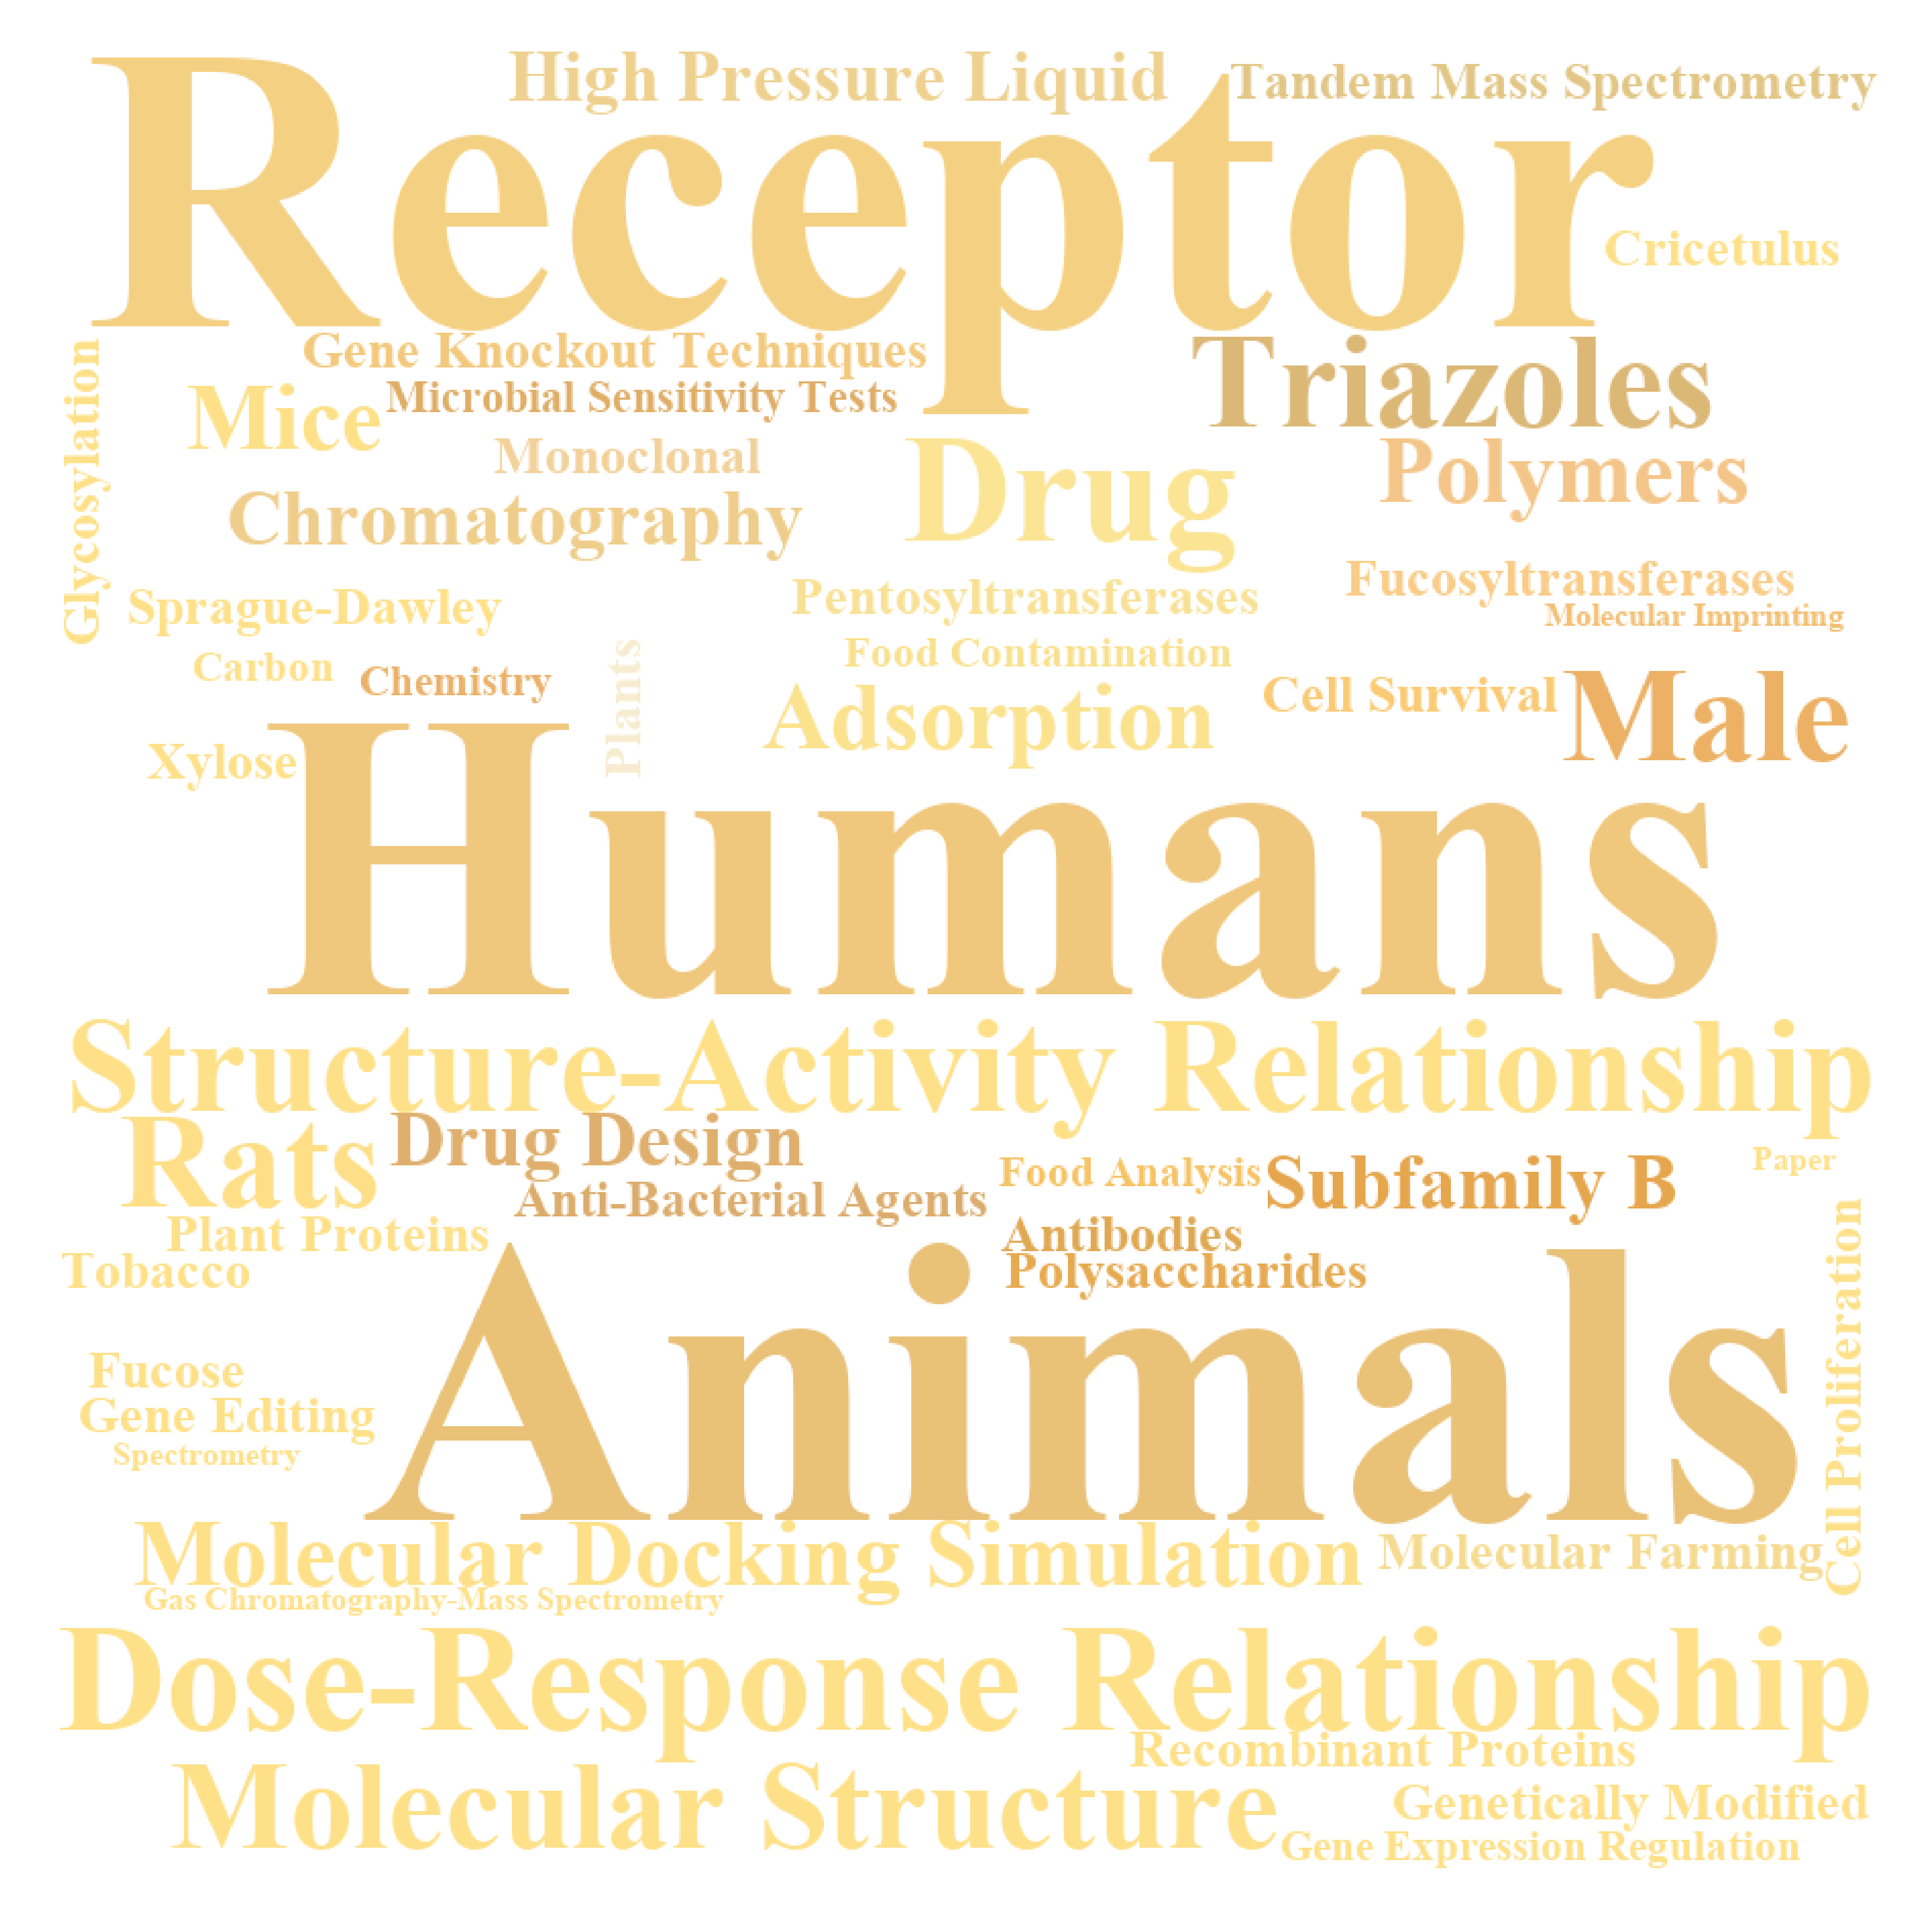 High Pressure Liquid
Tandem Mass Spectrometry
Receptor
Cricetulus
Gene Knockout Techniques
Triazoles
Glycosylation
Mice
Microbial Sensitivity Tests
Monoclonal
Drug
Polymers
Chromatography
Sprague-Dawley
Pentosyltransferases
Fucosyltransferases
Molecular Imprinting
Carbon
Chemistry
Plants
Food Contamination
Adsorption
Cell Survival
Male
Xylose
Humans
Structure-Activity Relationship
Rats
Drug Design
Food Analysis
Subfamily B
Paper
Anti-Bacterial Agents
Plant Proteins
Antibodies
Tobacco
Polysaccharides
Animals
Cell Proliferation
Fucose
Gene Editing
Spectrometry
Molecular Docking Simulation
Molecular Farming
Gas Chromatography-Mass Spectrometry
Dose-Response Relationship
Recombinant Proteins
Molecular Structure
Genetically Modified
Gene Expression Regulation